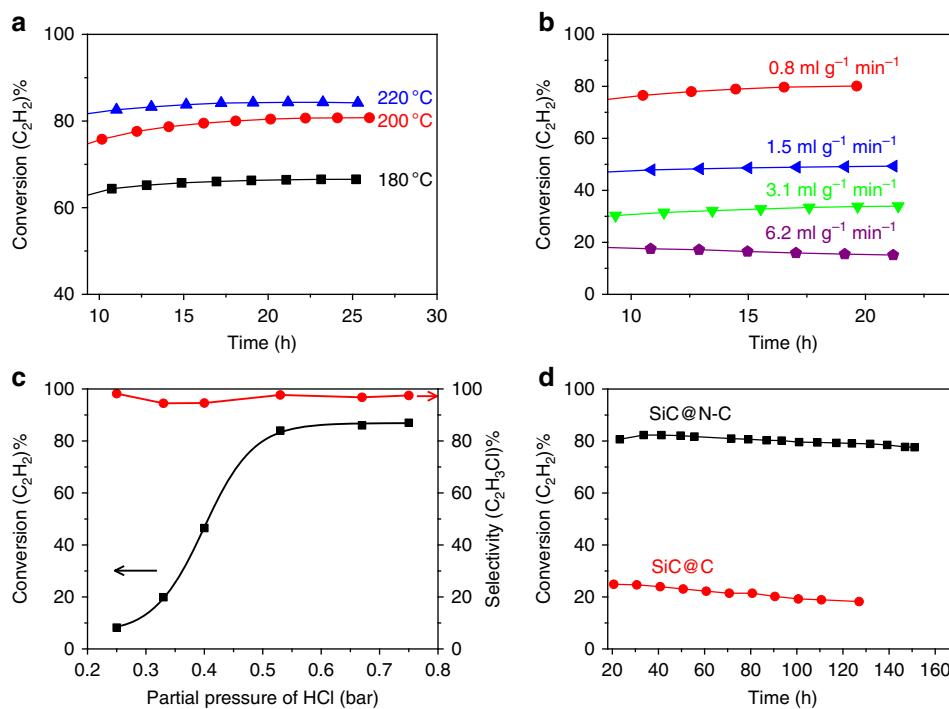 a
100
80
60
40
Conversion (C₂H₂)%
220 °C
200 °C
180 °C
10 15 20 25 30
Time (h)
b
100
80
60
40
20
0
Conversion (C₂H₂)%
0.8 ml g⁻¹ min⁻¹
1.5 ml g⁻¹ min⁻¹
3.1 ml g⁻¹ min⁻¹
6.2 ml g⁻¹ min⁻¹
10 15 20
Time (h)
c
100
80
60
40
20
0
Conversion (C₂H₂)%
100
80
60
40
20
0
Selectivity (C₂H₃Cl)%
0.2 0.3 0.4 0.5 0.6 0.7 0.8
Partial pressure of HCl (bar)
d
100
80
60
40
20
0
Conversion (C₂H₂)%
SiC@N-C
SiC@C
20 40 60 80 100 120 140 160
Time (h)